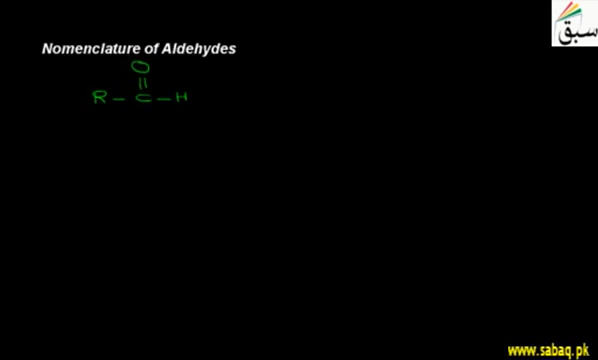 Nomenclature of Aldehydes
O
||
R – C – H
سبق
www.sabaq.pk